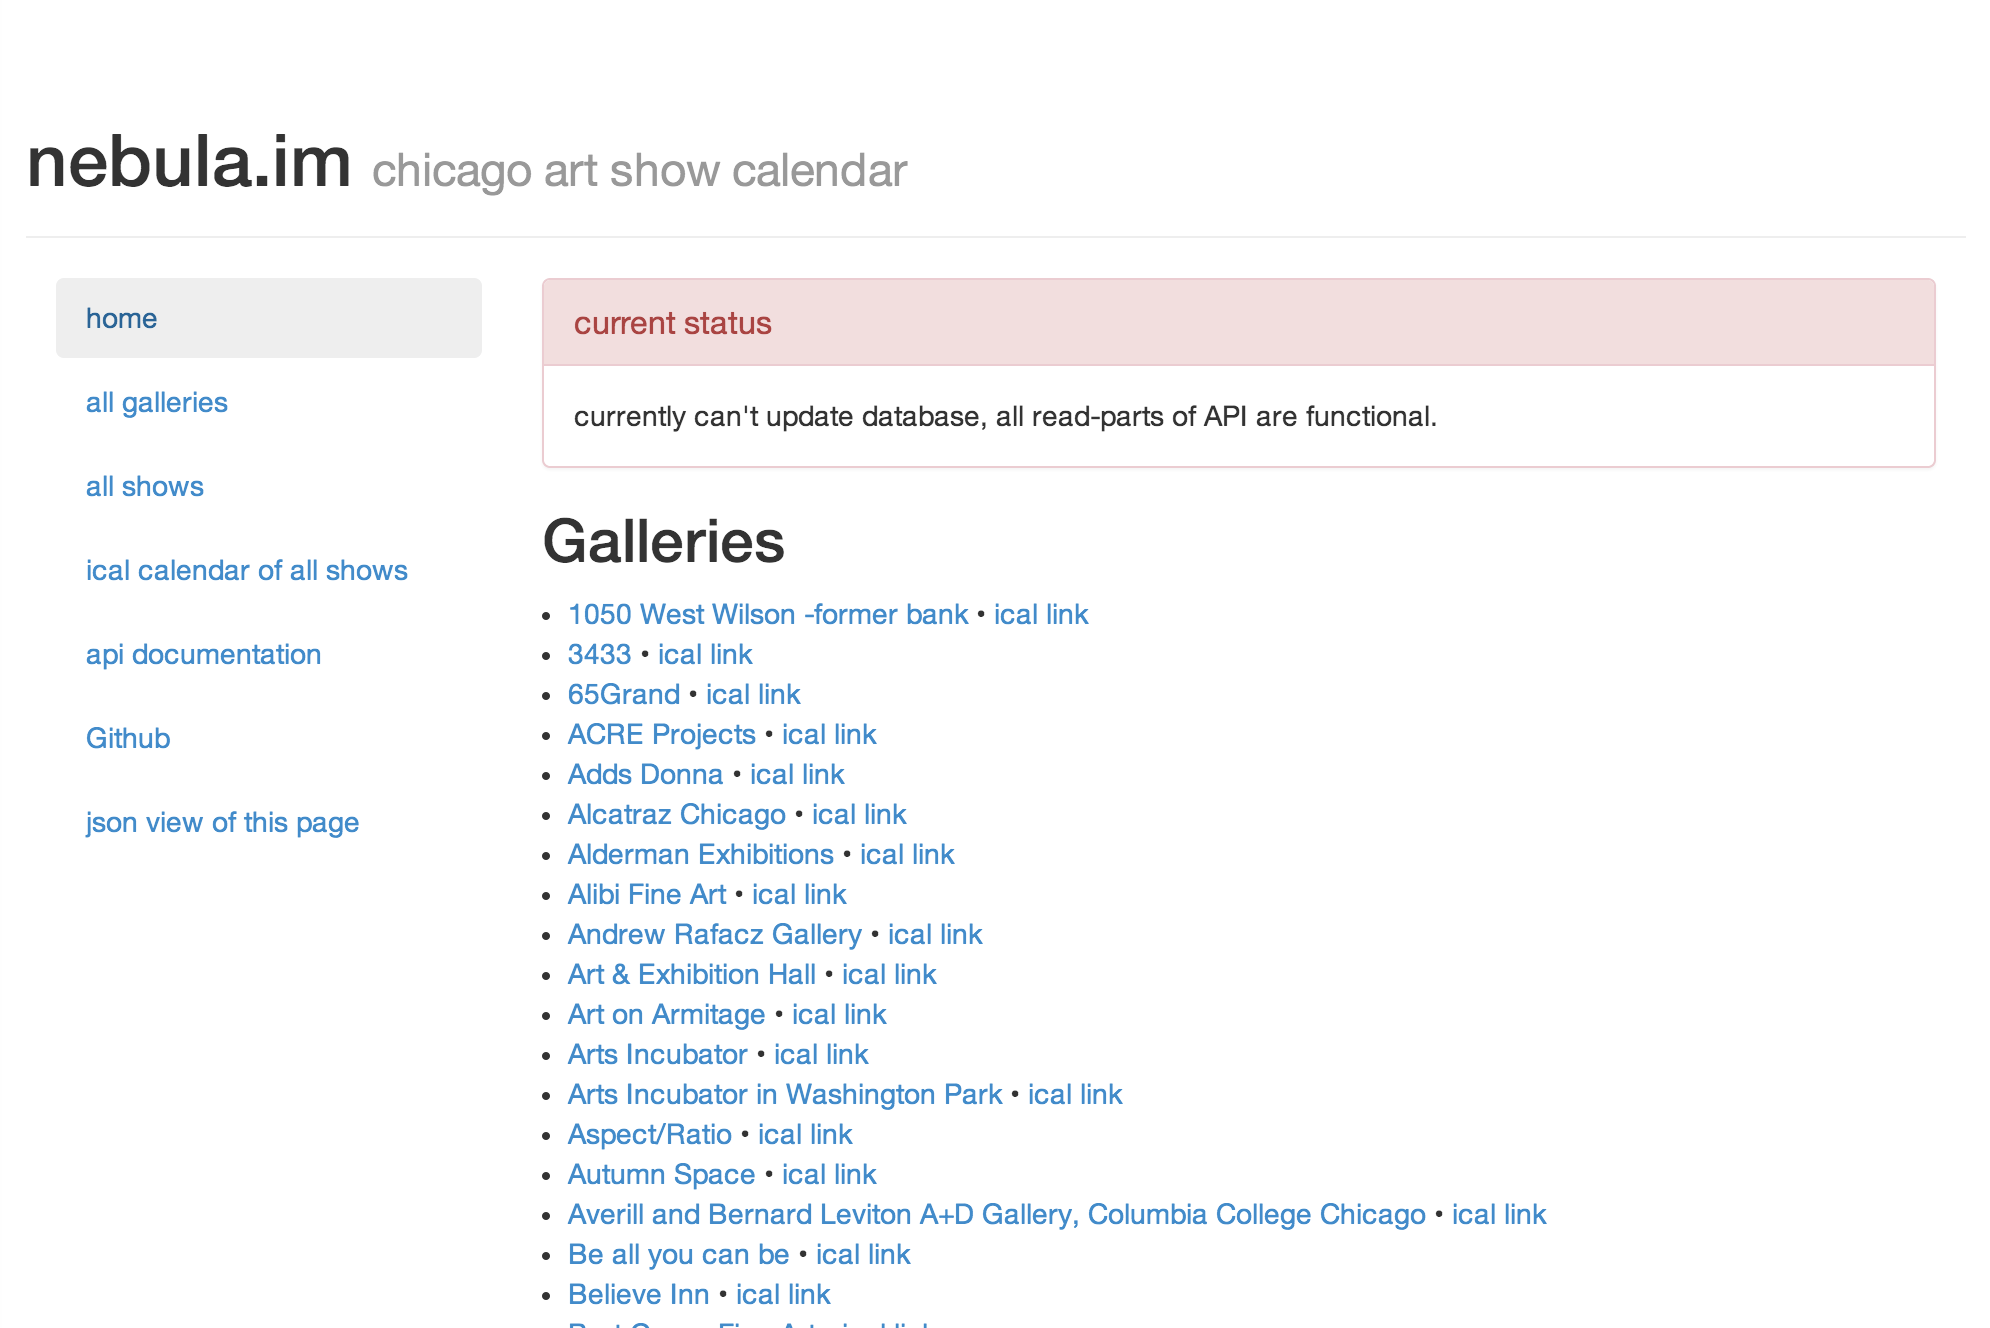 nebula.im chicago art show calendar
home
all galleries
all shows
ical calendar of all shows
api documentation
Github
json view of this page
current status
currently can't update database, all read-parts of API are functional.
Galleries
• 1050 West Wilson -former bank • ical link
• 3433 • ical link
• 65Grand • ical link
• ACRE Projects • ical link
• Adds Donna • ical link
• Alcatraz Chicago • ical link
• Alderman Exhibitions • ical link
• Alibi Fine Art • ical link
• Andrew Rafacz Gallery • ical link
• Art & Exhibition Hall • ical link
• Art on Armitage • ical link
• Arts Incubator • ical link
• Arts Incubator in Washington Park • ical link
• Aspect/Ratio • ical link
• Autumn Space • ical link
• Averill and Bernard Leviton A+D Gallery, Columbia College Chicago • ical link
• Be all you can be • ical link
• Believe Inn • ical link